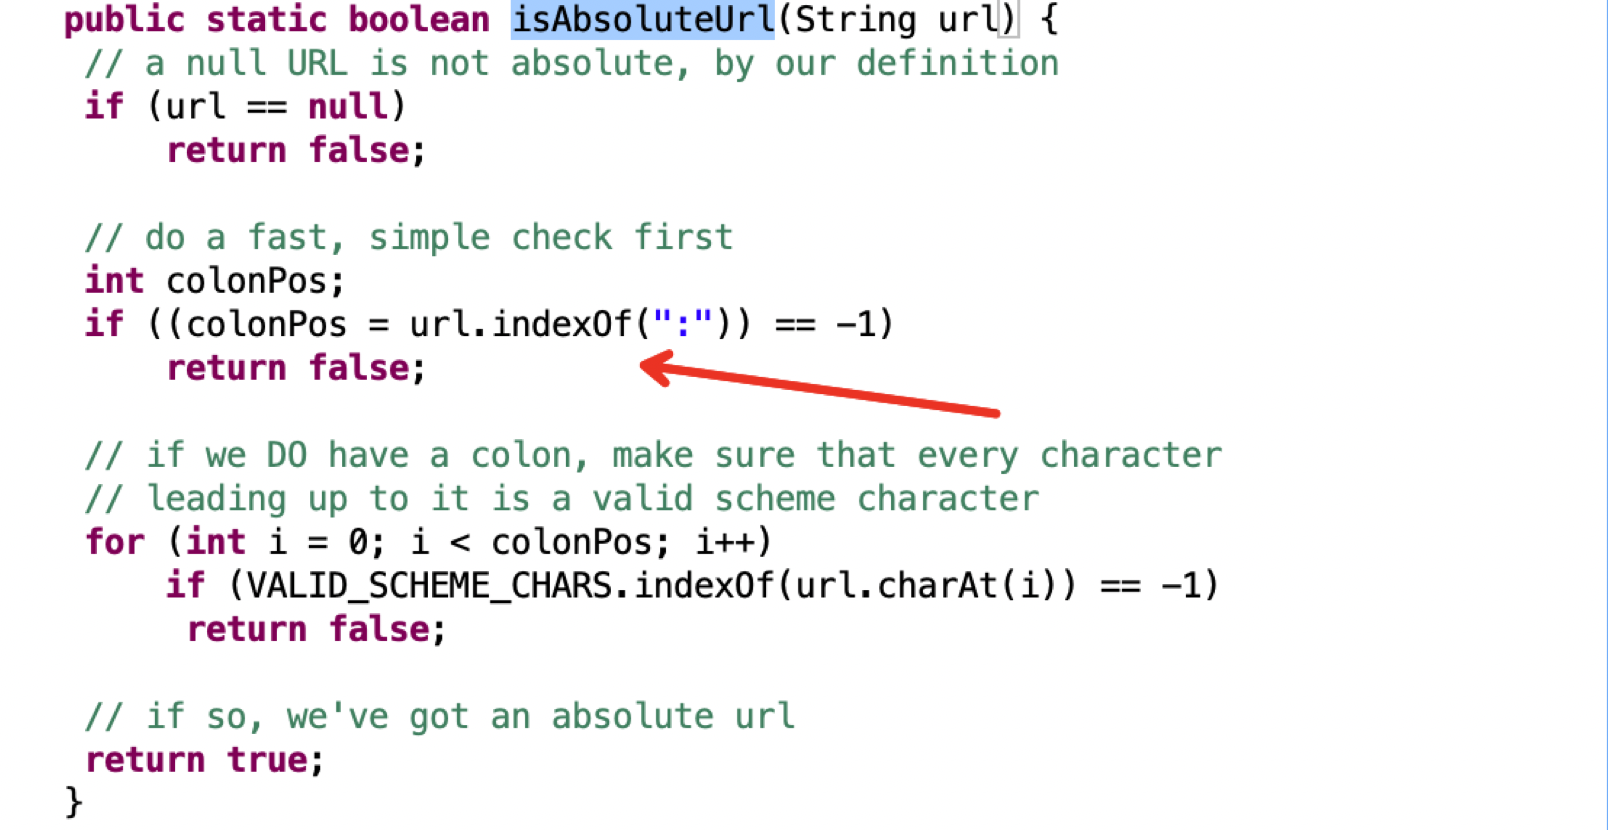 public static boolean isAbsoluteUrl(String url) {
// a null URL is not absolute, by our definition
if (url == null)
return false;
// do a fast, simple check first
int colonPos;
if ((colonPos = url.indexOf(":")) == -1)
return false;
// if we DO have a colon, make sure that every character
// leading up to it is a valid scheme character
for (int i = 0; i < colonPos; i++)
if (VALID_SCHEME_CHARS.indexOf(url.charAt(i)) == -1)
return false;
// if so, we've got an absolute url
return true;
}